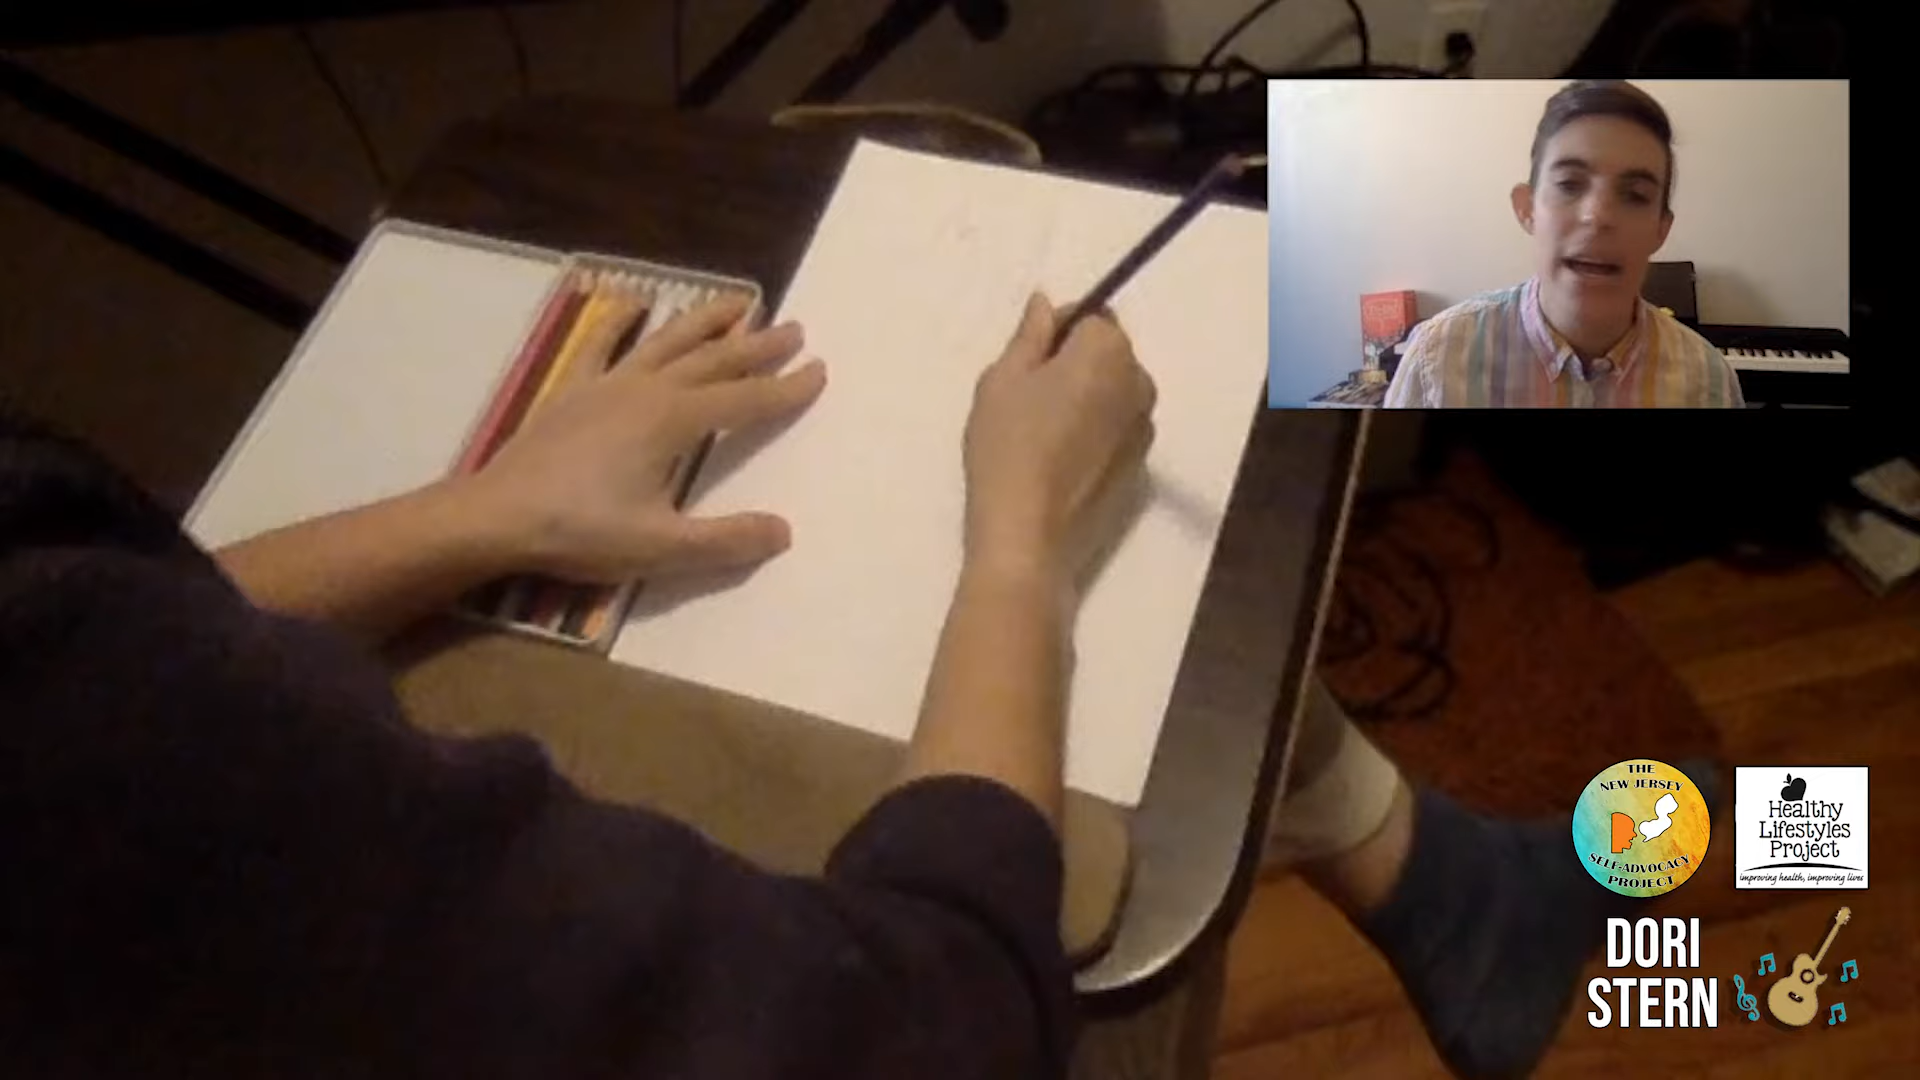 THE
NEW JERSEY
SELF-ADVOCACY
PROJECT
Healthy
Lifestyles
Project
improving health, improving lives
DORI
STERN